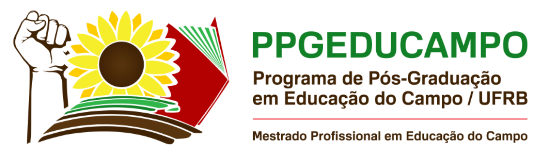 PPGEDUCAMPO
Programa de Pós-Graduação
em Educação do Campo / UFRB
Mestrado Profissional em Educação do Campo